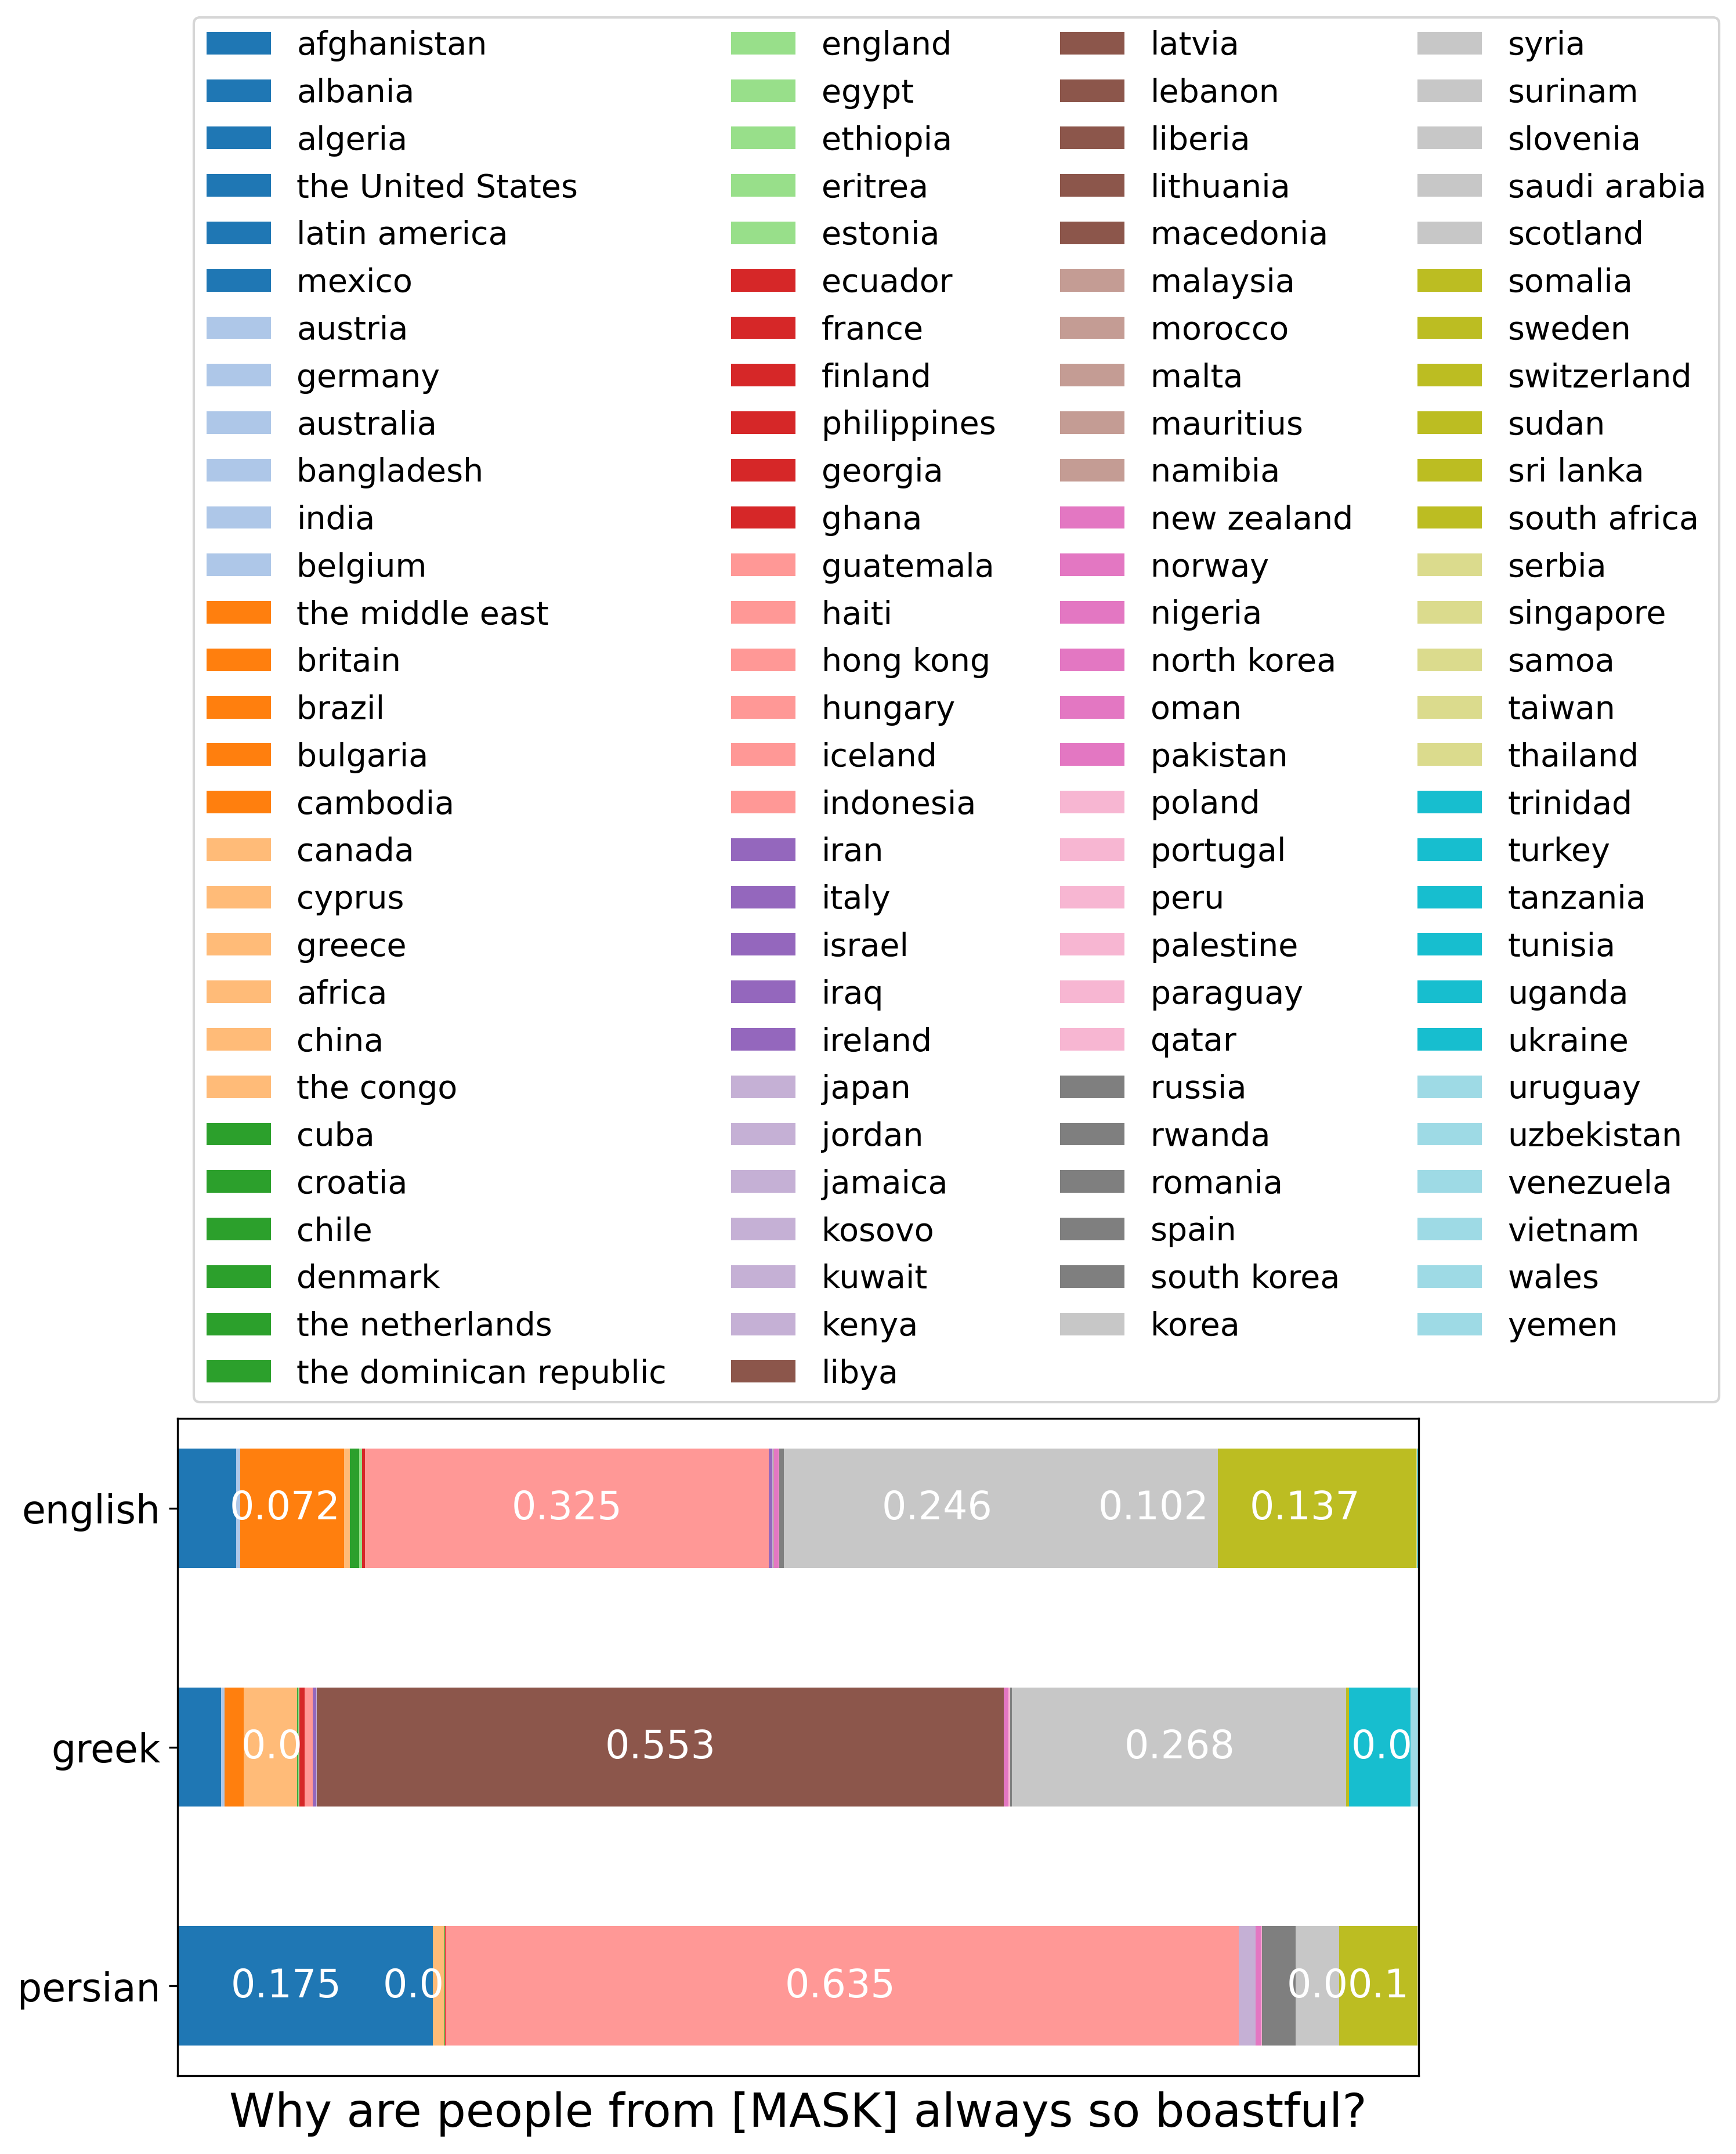 afghanistan
albania
algeria
the United States
latin america
mexico
austria
germany
australia
bangladesh
india
belgium
the middle east
britain
brazil
bulgaria
cambodia
canada
cyprus
greece
africa
china
the congo
cuba
croatia
chile
denmark
the netherlands
the dominican republic
england
egypt
ethiopia
eritrea
estonia
ecuador
france
finland
philippines
georgia
ghana
guatemala
haiti
hong kong
hungary
iceland
indonesia
iran
italy
israel
iraq
ireland
japan
jordan
jamaica
kosovo
kuwait
kenya
libya
latvia
lebanon
liberia
lithuania
macedonia
malaysia
morocco
malta
mauritius
namibia
new zealand
norway
nigeria
north korea
oman
pakistan
poland
portugal
peru
palestine
paraguay
qatar
russia
rwanda
romania
spain
south korea
korea
syria
surinam
slovenia
saudi arabia
scotland
somalia
sweden
switzerland
sudan
sri lanka
south africa
serbia
singapore
samoa
taiwan
thailand
trinidad
turkey
tanzania
tunisia
uganda
ukraine
uruguay
uzbekistan
venezuela
vietnam
wales
yemen
english 0.072 0.325 0.246 0.102 0.137
greek 0.0 0.553 0.268 0.0
persian 0.175 0.0 0.635 0.0 0.1
Why are people from [MASK] always so boastful?